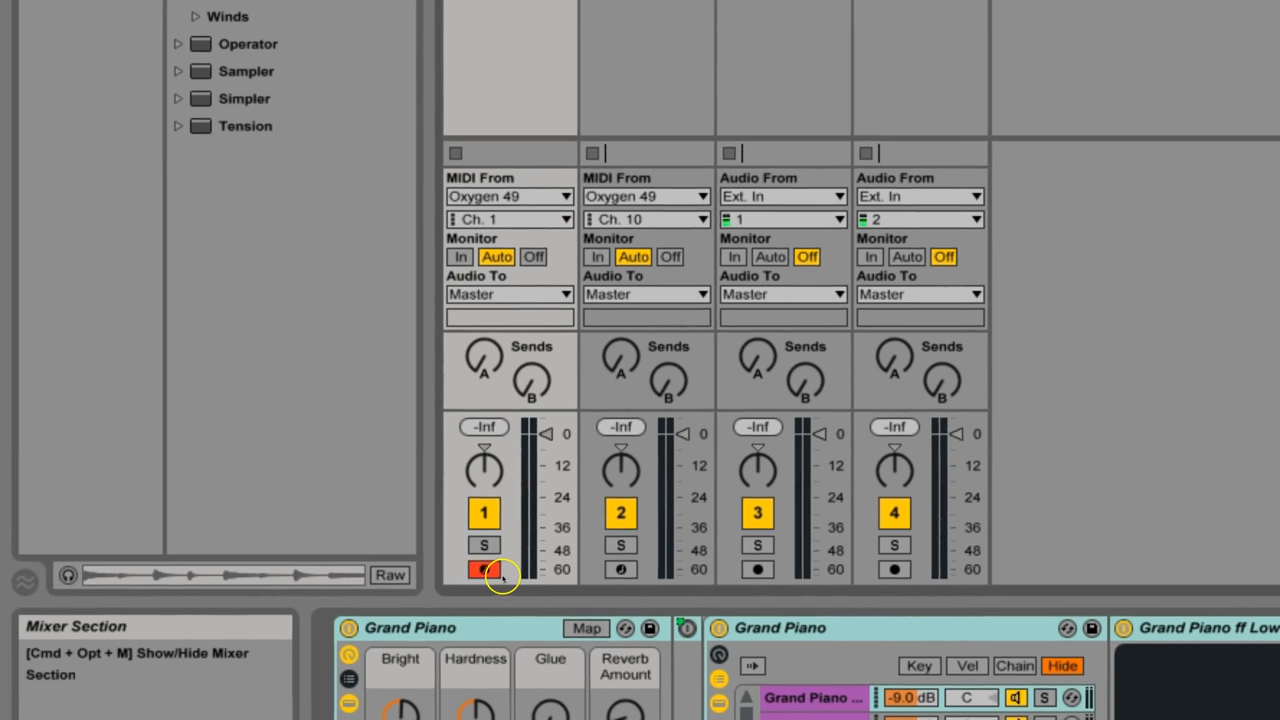 Winds
Operator
Sampler
Simpler
Tension
MIDI From
MIDI From
Audio From
Audio From
Oxygen 49
Oxygen 49
Ext. In
Ext. In
Ch. 1
Ch. 10
1
2
Monitor
Monitor
Monitor
Monitor
In Auto Off
In Auto Off
In Auto Off
In Auto Off
Audio To
Audio To
Audio To
Audio To
Master
Master
Master
Master
Sends
Sends
Sends
Sends
A
A
A
A
B
B
B
B
-Inf 0
-Inf 0
-Inf 0
-Inf 0
12
12
12
12
24
24
24
24
1
2
3
4
36
36
36
36
S 48
S 48
S 48
S 48
60
60
60
60
Raw
Mixer Section
[Cmd + Opt + M] Show/Hide Mixer
Section
Grand Piano Map
Bright Hardness Glue Reverb
Amount
Grand Piano
Key Vel Chain Hide
Grand Piano ... -9.0 dB C S
Grand Piano ff Low